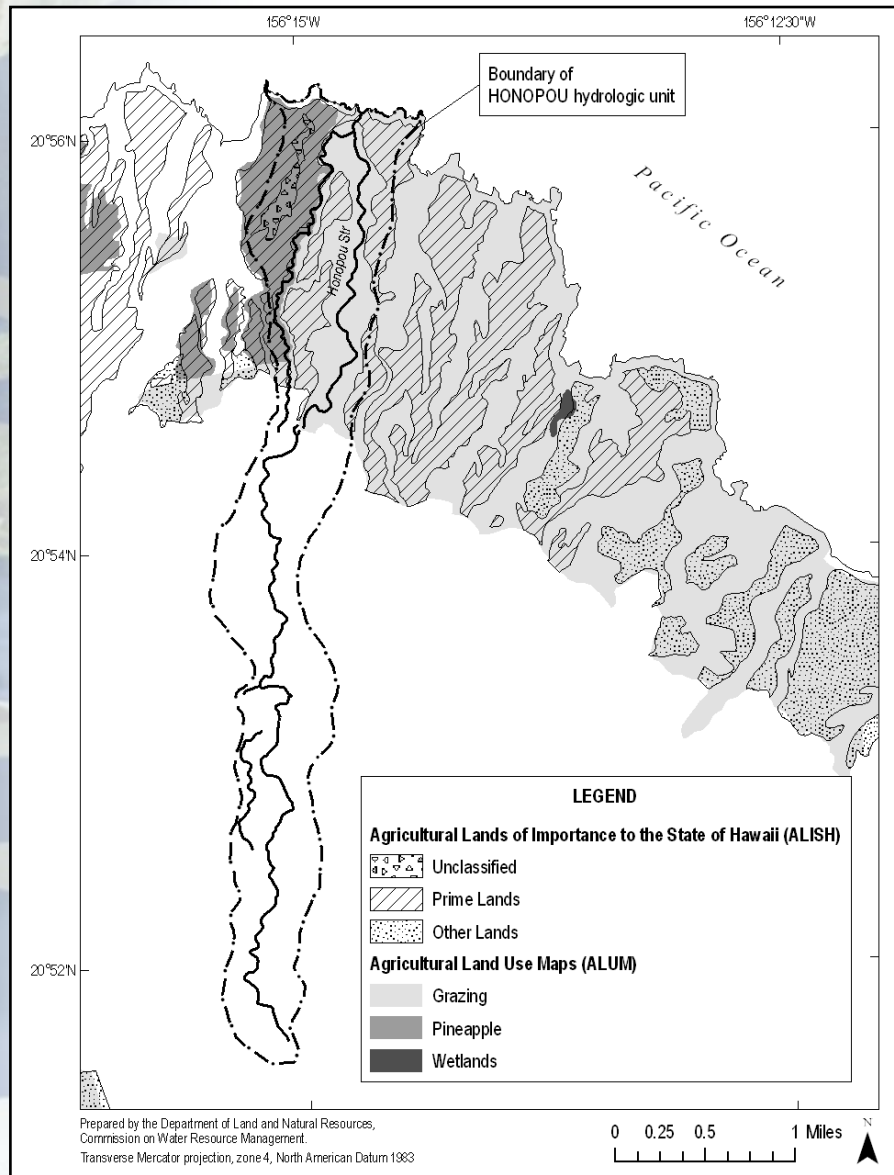 156°15'W
156°12'30"W
Boundary of
HONOPOU hydrologic unit
20°56'N
Pacific Ocean
Honopou Str
20°54'N
LEGEND
Agricultural Lands of Importance to the State of Hawaii (ALISH)
Unclassified
Prime Lands
Other Lands
Agricultural Land Use Maps (ALUM)
Grazing
Pineapple
Wetlands
20°52'N
Prepared by the Department of Land and Natural Resources,
Commission on Water Resource Management.
Transverse Mercator projection, zone 4, North American Datum 1983
0 0.25 0.5 1 Miles
N